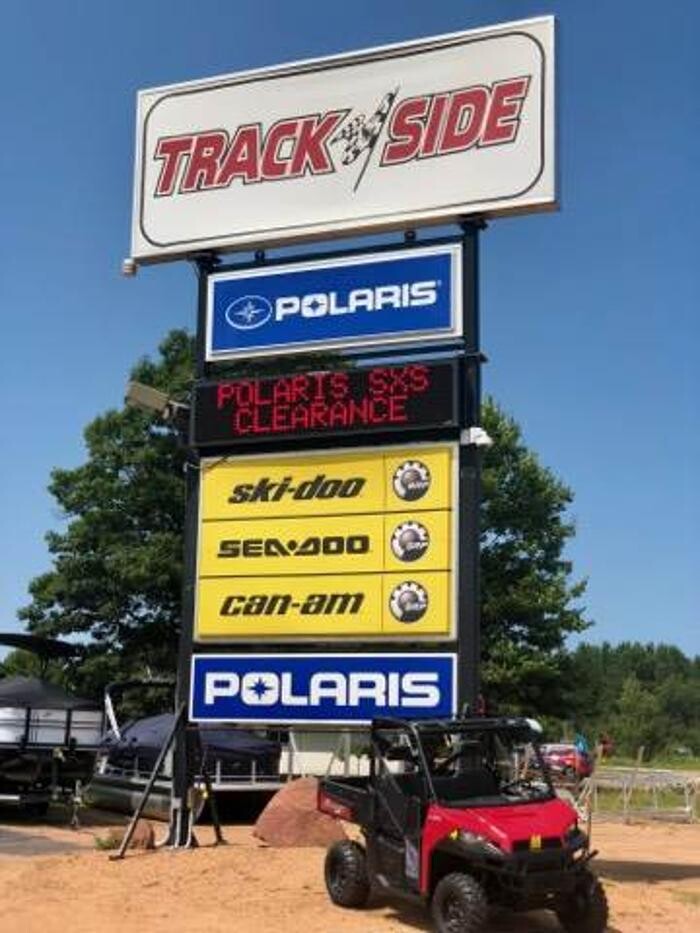 TRACK SIDE
POLARIS
POLARIS SXS
CLEARANCE
ski-doo
SEA-DOO
can-am
POLARIS